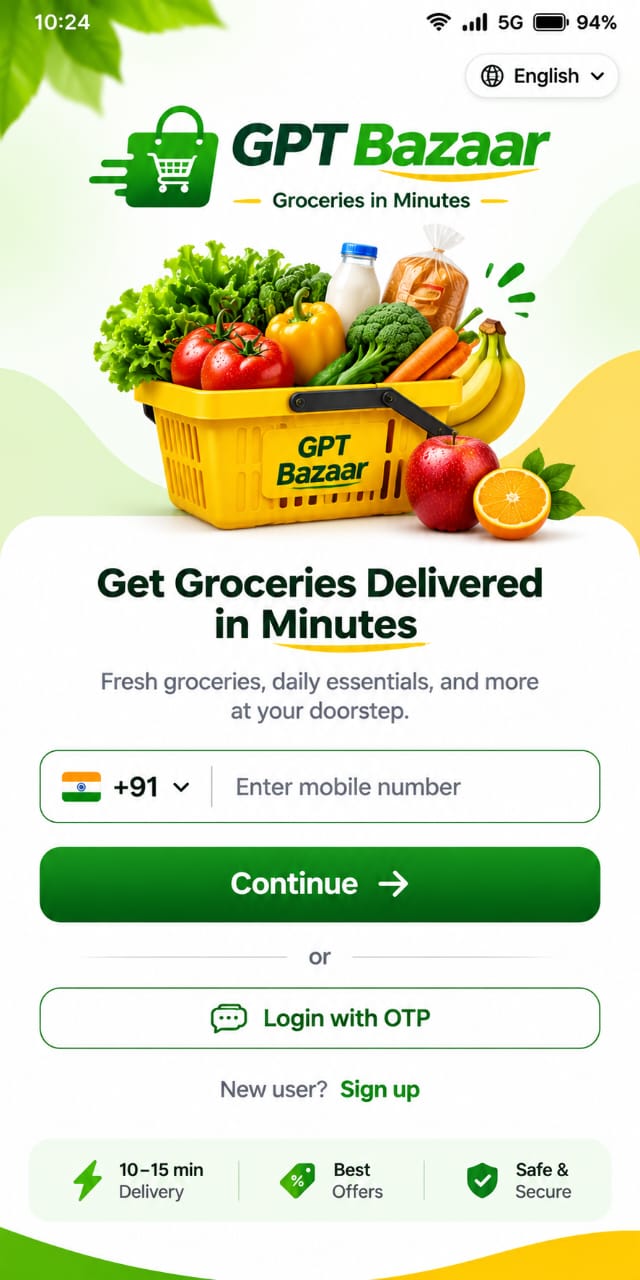 10:24
5G 94%
English
GPT Bazaar
Groceries in Minutes
GPT
Bazaar
Get Groceries Delivered
in Minutes
Fresh groceries, daily essentials, and more
at your doorstep.
+91 Enter mobile number
Continue
or
Login with OTP
New user? Sign up
10–15 min
Delivery
Best
Offers
Safe &
Secure